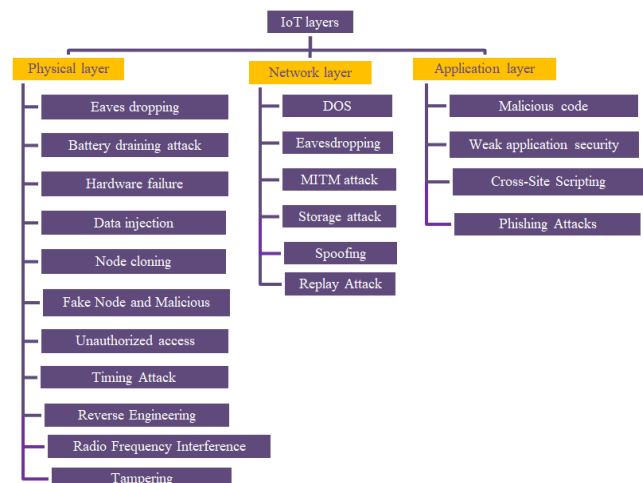 IoT layers
Physical layer
Eaves dropping
Battery draining attack
Hardware failure
Data injection
Node cloning
Fake Node and Malicious
Unauthorized access
Timing Attack
Reverse Engineering
Radio Frequency Interference
Tampering
Network layer
DOS
Eavesdropping
MITM attack
Storage attack
Spoofing
Replay Attack
Application layer
Malicious code
Weak application security
Cross-Site Scripting
Phishing Attacks